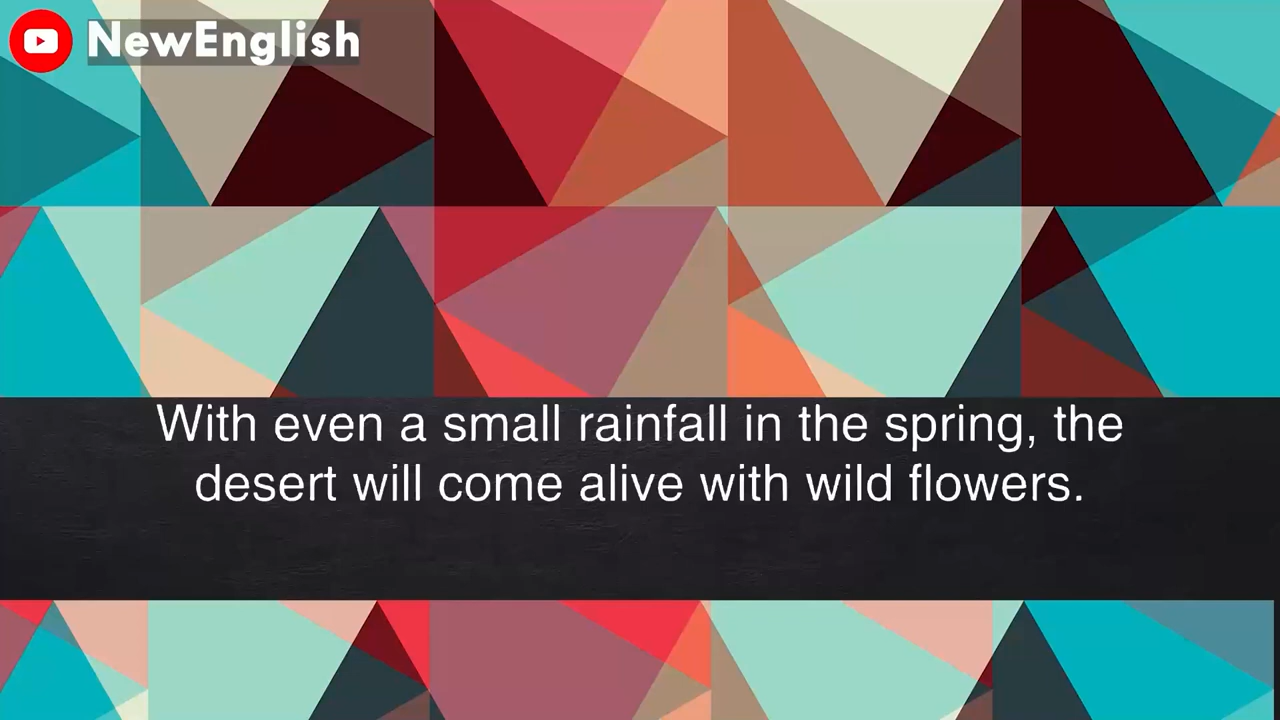 NewEnglish
With even a small rainfall in the spring, the
desert will come alive with wild flowers.